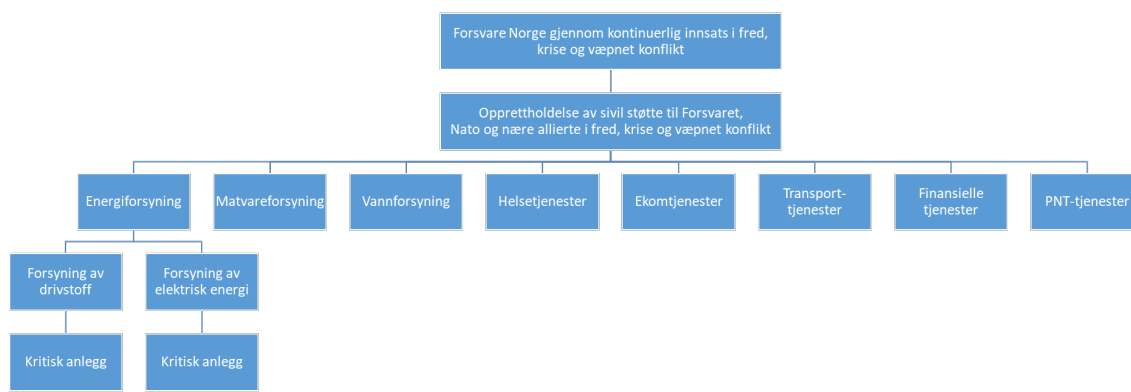 Forsvare Norge gjennom kontinuerlig innsats i fred,
krise og væpnet konflikt
Opprettholdelse av sivil støtte til Forsvaret,
Nato og nære allierte i fred, krise og væpnet konflikt
Energiforsyning
Matvareforsyning
Vannforsyning
Helsetjenester
Ekomtjenester
Transport-
tjenester
Finansielle
tjenester
PNT-tjenester
Forsyning av
drivstoff
Forsyning av
elektrisk energi
Kritisk anlegg
Kritisk anlegg